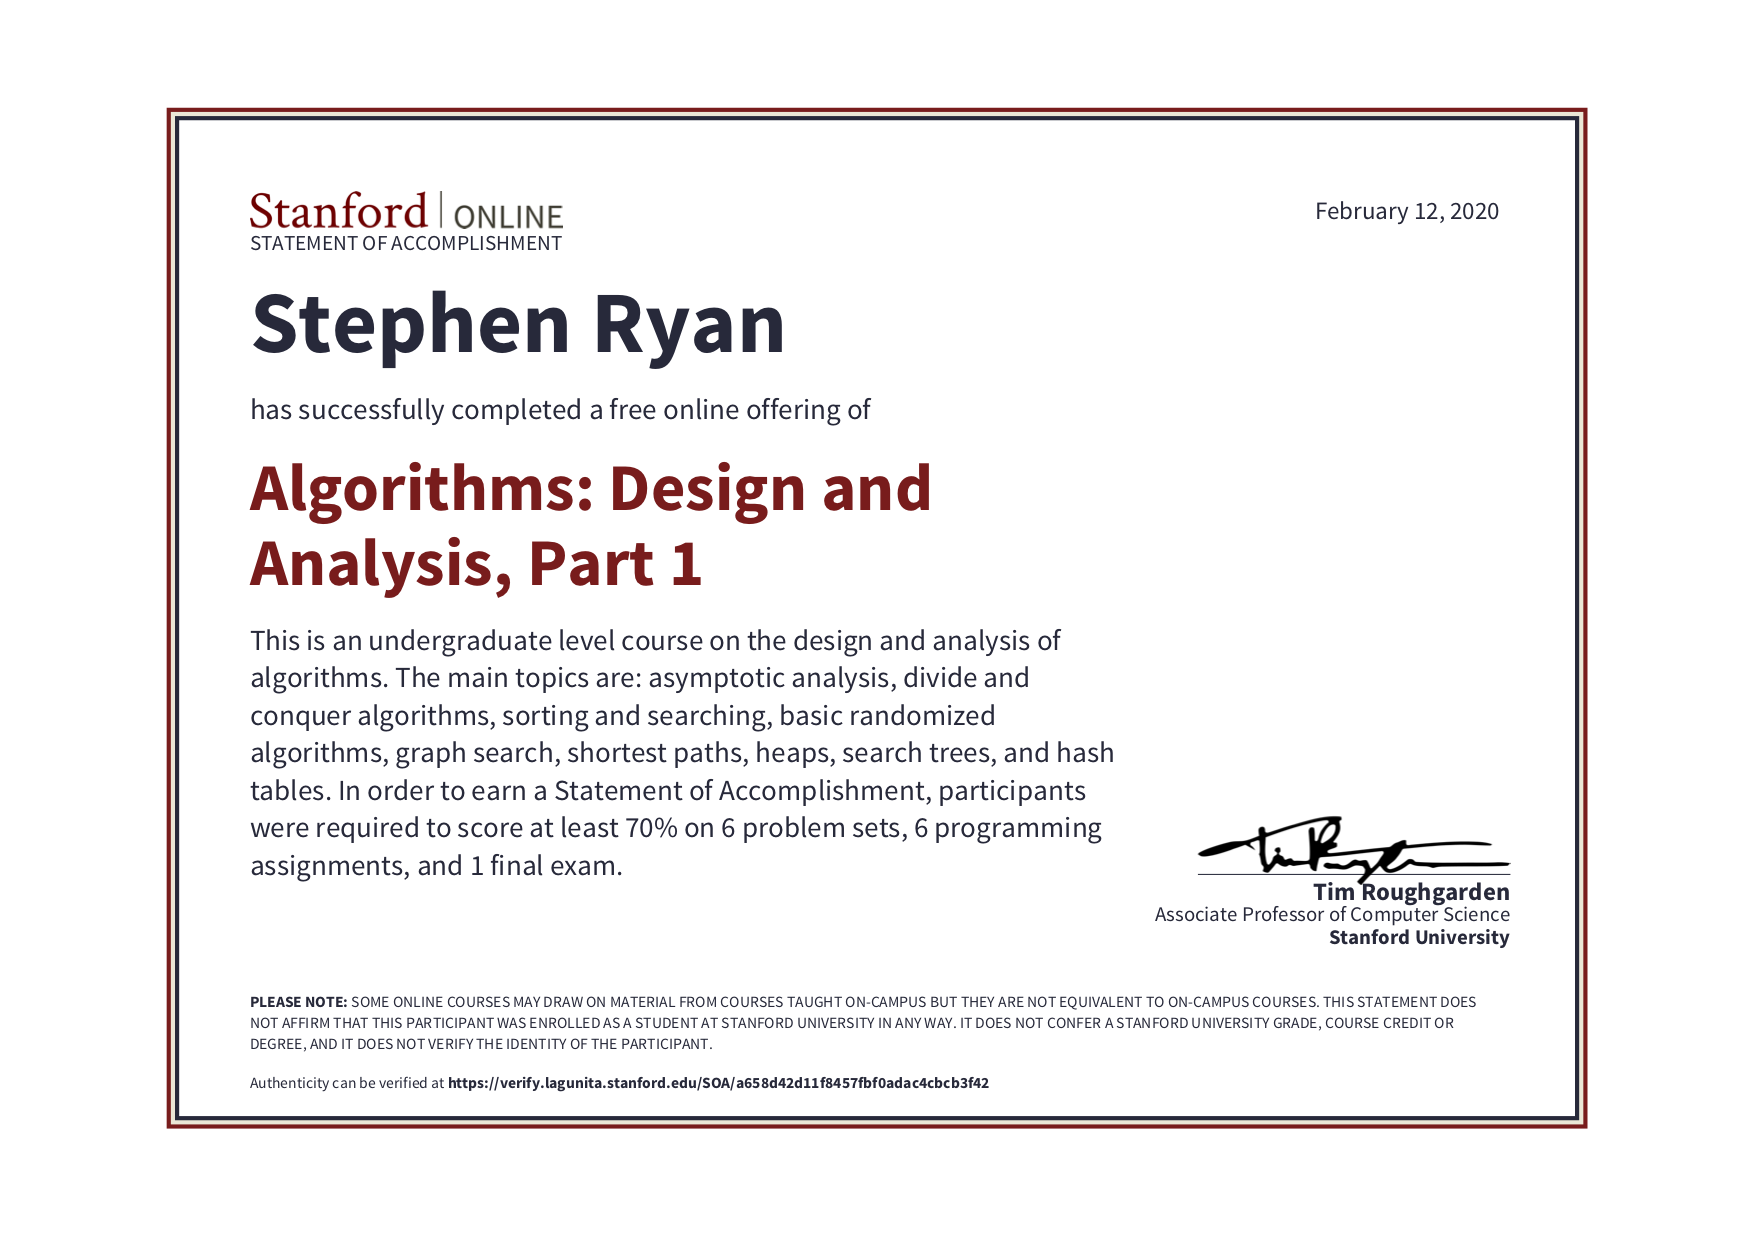 Stanford | ONLINE
STATEMENT OF ACCOMPLISHMENT
February 12, 2020
Stephen Ryan
has successfully completed a free online offering of
Algorithms: Design and
Analysis, Part 1
This is an undergraduate level course on the design and analysis of
algorithms. The main topics are: asymptotic analysis, divide and
conquer algorithms, sorting and searching, basic randomized
algorithms, graph search, shortest paths, heaps, search trees, and hash
tables. In order to earn a Statement of Accomplishment, participants
were required to score at least 70% on 6 problem sets, 6 programming
assignments, and 1 final exam.
Tim Roughgarden
Associate Professor of Computer Science
Stanford University
PLEASE NOTE: SOME ONLINE COURSES MAY DRAW ON MATERIAL FROM COURSES TAUGHT ON-CAMPUS BUT THEY ARE NOT EQUIVALENT TO ON-CAMPUS COURSES. THIS STATEMENT DOES
NOT AFFIRM THAT THIS PARTICIPANT WAS ENROLLED AS A STUDENT AT STANFORD UNIVERSITY IN ANY WAY. IT DOES NOT CONFER A STANFORD UNIVERSITY GRADE, COURSE CREDIT OR
DEGREE, AND IT DOES NOT VERIFY THE IDENTITY OF THE PARTICIPANT.
Authenticity can be verified at https://verify.lagunita.stanford.edu/SOA/a658d42d11f8457fbf0adac4cbcb3f42